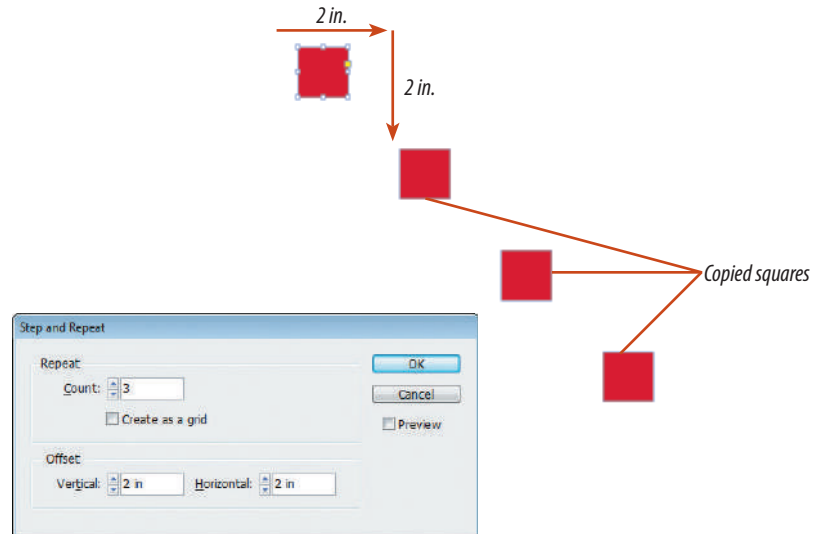 2 in.
2 in.
Copied squares
Step and Repeat
Repeat
Count: 3
Create as a grid
OK
Cancel
Preview
Offset
Vertical: 2 in Horizontal: 2 in